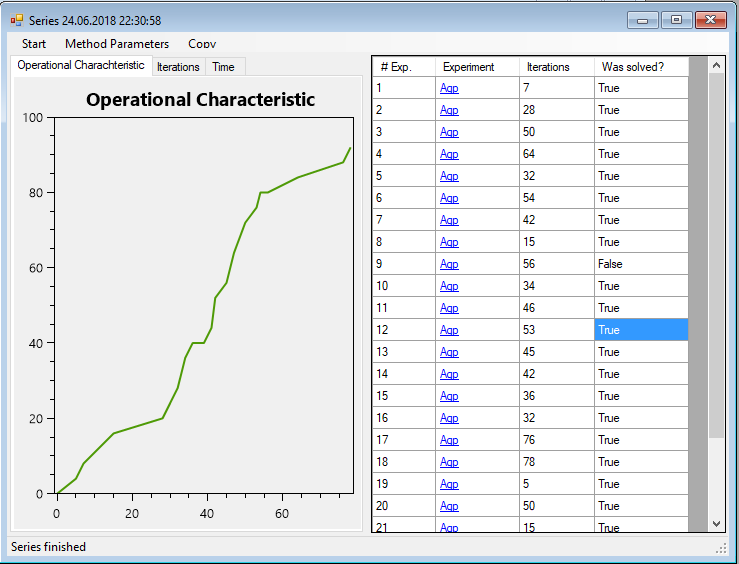 Series 24.06.2018 22:30:58
Start Method Parameters Copy
Operational Charachteristic Iterations Time
Operational Characteristic
100
80
60
40
20
0
0 20 40 60
# Exp. Experiment Iterations Was solved?
1 Agp 7 True
2 Agp 28 True
3 Agp 50 True
4 Agp 64 True
5 Agp 32 True
6 Agp 54 True
7 Agp 42 True
8 Agp 15 True
9 Agp 56 False
10 Agp 34 True
11 Agp 46 True
12 Agp 53 True
13 Agp 45 True
14 Agp 42 True
15 Agp 36 True
16 Agp 32 True
17 Agp 76 True
18 Agp 78 True
19 Agp 5 True
20 Agp 50 True
21 Agp 15 True
Series finished